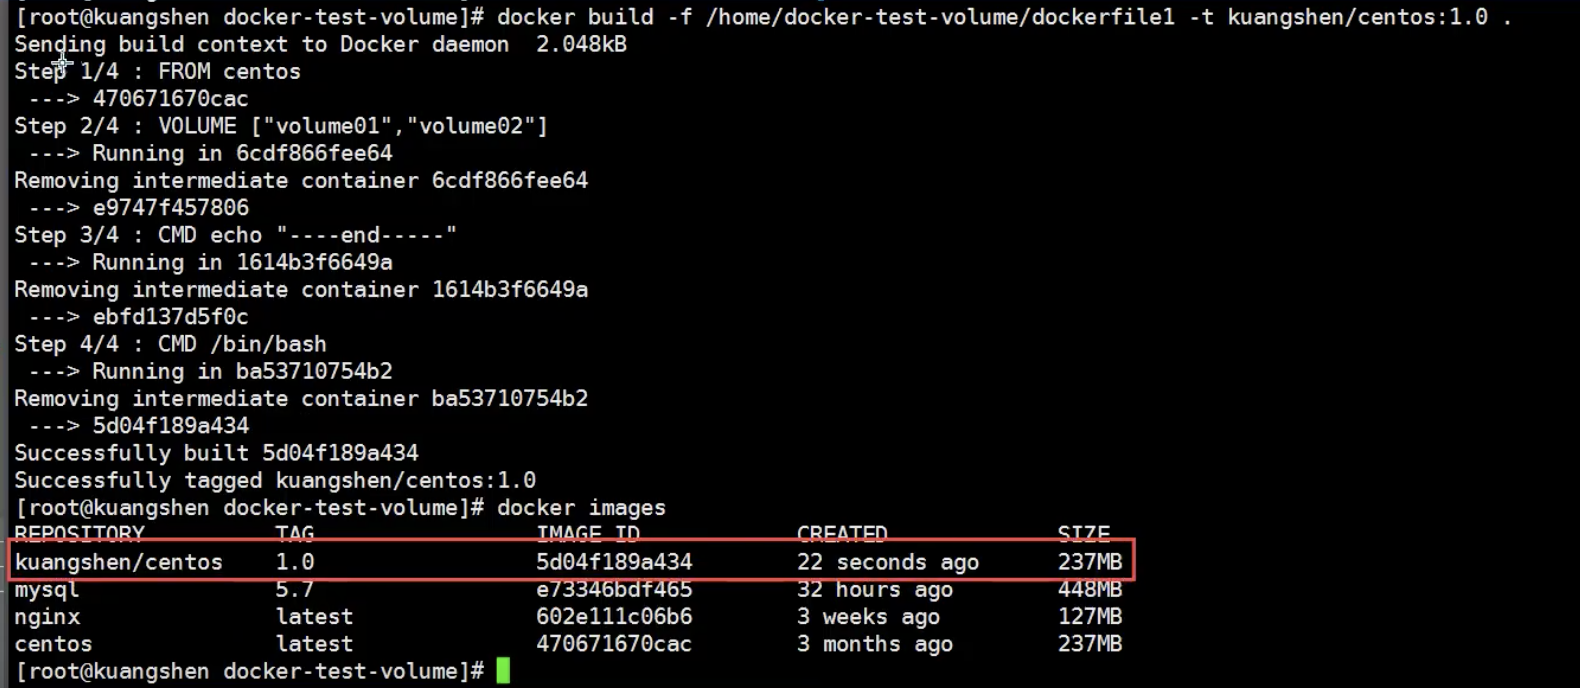 [root@kuangshen docker-test-volume]# docker build -f /home/docker-test-volume/dockerfile1 -t kuangshen/centos:1.0 .
Sending build context to Docker daemon  2.048kB
Step 1/4 : FROM centos
 ---> 470671670cac
Step 2/4 : VOLUME ["volume01","volume02"]
 ---> Running in 6cdf866fee64
Removing intermediate container 6cdf866fee64
 ---> e9747f457806
Step 3/4 : CMD echo "----end-----"
 ---> Running in 1614b3f6649a
Removing intermediate container 1614b3f6649a
 ---> ebfd137d5f0c
Step 4/4 : CMD /bin/bash
 ---> Running in ba53710754b2
Removing intermediate container ba53710754b2
 ---> 5d04f189a434
Successfully built 5d04f189a434
Successfully tagged kuangshen/centos:1.0
[root@kuangshen docker-test-volume]# docker images
REPOSITORY          TAG                 IMAGE ID            CREATED             SIZE
kuangshen/centos    1.0                 5d04f189a434        22 seconds ago      237MB
mysql               5.7                 e73346bdf465        32 hours ago        448MB
nginx               latest              602e111c06b6        3 weeks ago         127MB
centos              latest              470671670cac        3 months ago        237MB
[root@kuangshen docker-test-volume]#